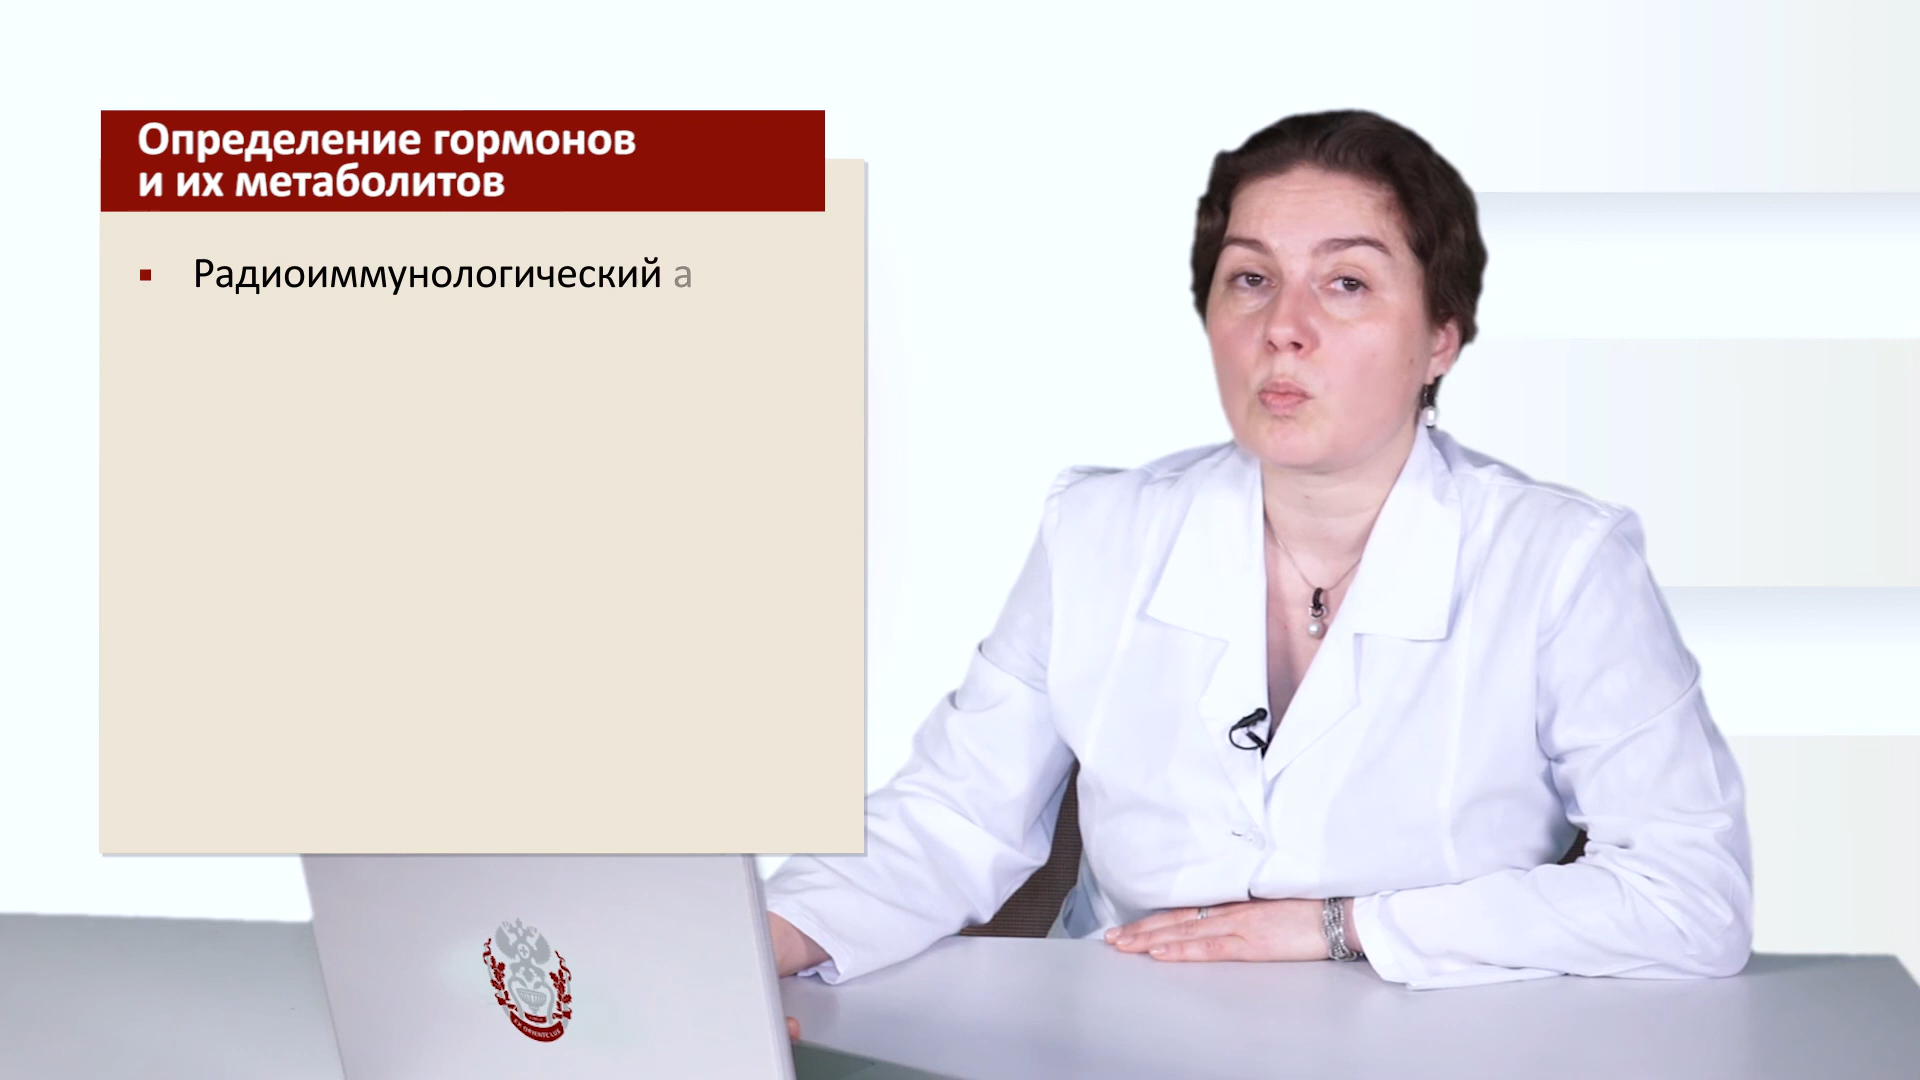 Определение гормонов
и их метаболитов
Радиоиммунологический а